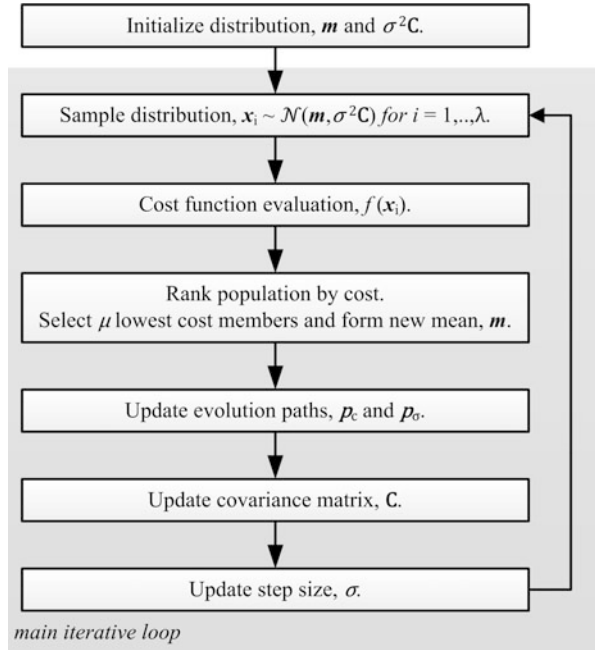 Initialize distribution, m and σ²C.
Sample distribution, xᵢ ~ 𝒩(m,σ²C) for i = 1,..,λ.
Cost function evaluation, f(xᵢ).
Rank population by cost.
Select μ lowest cost members and form new mean, m.
Update evolution paths, p_c and p_σ.
Update covariance matrix, C.
Update step size, σ.
main iterative loop